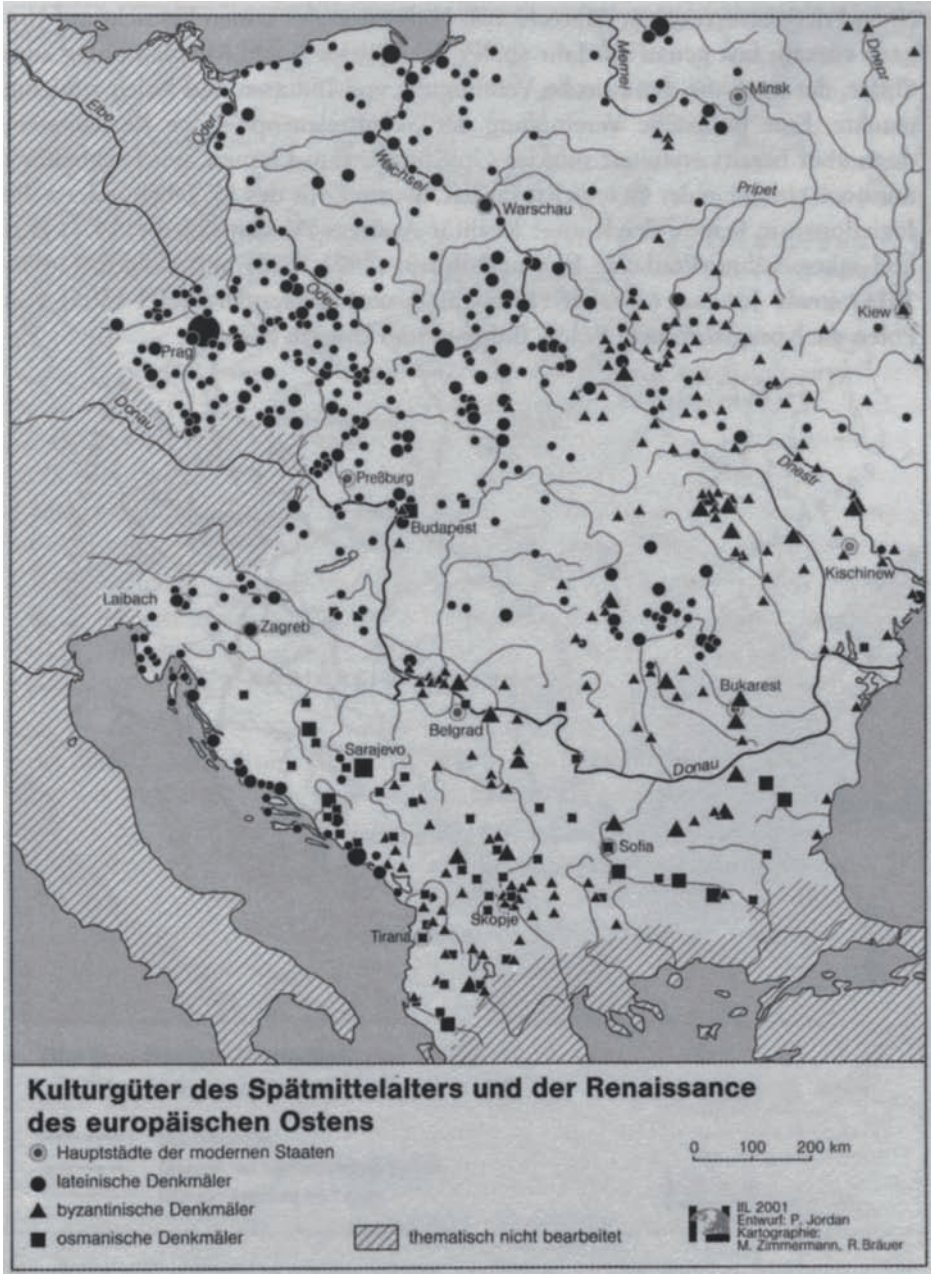 Memel
Dnepr
Minsk
Elbe
Oder
Weichsel
Pripet
Warschau
Oder
Kiew
Prag
Donau
Dnestr
Preßburg
Budapest
Kischinew
Laibach
Zagreb
Bukarest
Belgrad
Sarajevo
Donau
Sofia
Skopje
Tirana
Kulturgüter des Spätmittelalters und der Renaissance
des europäischen Ostens
Hauptstädte der modernen Staaten
lateinische Denkmäler
byzantinische Denkmäler
osmanische Denkmäler
thematisch nicht bearbeitet
0 100 200 km
IIL 2001
Entwurf: P. Jordan
Kartographie:
M. Zimmermann, R. Bräuer